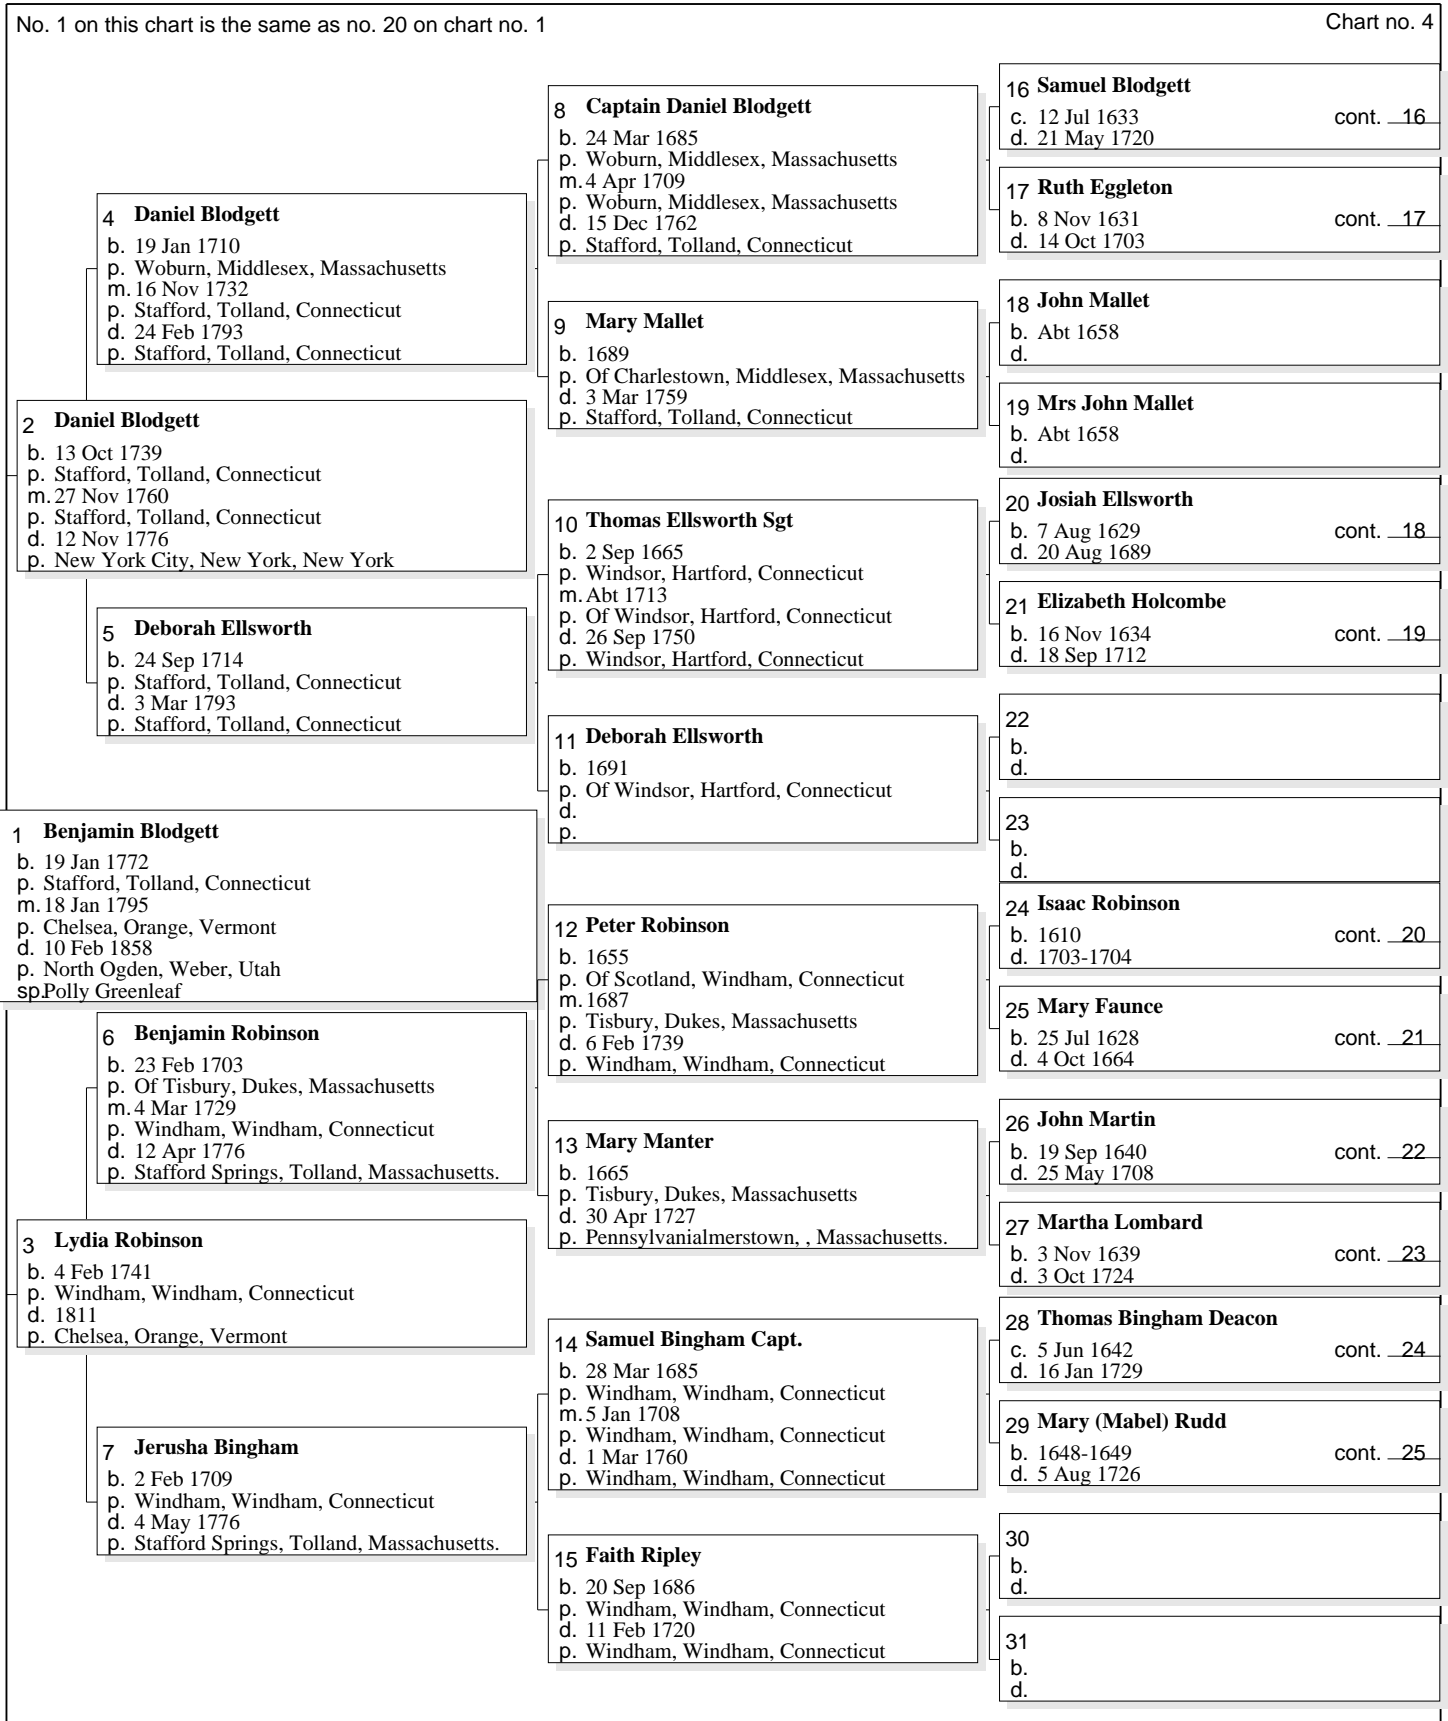 No. 1 on this chart is the same as no. 20 on chart no. 1
Chart no. 4
1 Benjamin Blodgett
b. 19 Jan 1772
p. Stafford, Tolland, Connecticut
m. 18 Jan 1795
p. Chelsea, Orange, Vermont
d. 10 Feb 1858
p. North Ogden, Weber, Utah
sp. Polly Greenleaf
2 Daniel Blodgett
b. 13 Oct 1739
p. Stafford, Tolland, Connecticut
m. 27 Nov 1760
p. Stafford, Tolland, Connecticut
d. 12 Nov 1776
p. New York City, New York, New York
3 Lydia Robinson
b. 4 Feb 1741
p. Windham, Windham, Connecticut
d. 1811
p. Chelsea, Orange, Vermont
4 Daniel Blodgett
b. 19 Jan 1710
p. Woburn, Middlesex, Massachusetts
m. 16 Nov 1732
p. Stafford, Tolland, Connecticut
d. 24 Feb 1793
p. Stafford, Tolland, Connecticut
5 Deborah Ellsworth
b. 24 Sep 1714
p. Stafford, Tolland, Connecticut
d. 3 Mar 1793
p. Stafford, Tolland, Connecticut
6 Benjamin Robinson
b. 23 Feb 1703
p. Of Tisbury, Dukes, Massachusetts
m. 4 Mar 1729
p. Windham, Windham, Connecticut
d. 12 Apr 1776
p. Stafford Springs, Tolland, Massachusetts.
7 Jerusha Bingham
b. 2 Feb 1709
p. Windham, Windham, Connecticut
d. 4 May 1776
p. Stafford Springs, Tolland, Massachusetts.
8 Captain Daniel Blodgett
b. 24 Mar 1685
p. Woburn, Middlesex, Massachusetts
m. 4 Apr 1709
p. Woburn, Middlesex, Massachusetts
d. 15 Dec 1762
p. Stafford, Tolland, Connecticut
9 Mary Mallet
b. 1689
p. Of Charlestown, Middlesex, Massachusetts
d. 3 Mar 1759
p. Stafford, Tolland, Connecticut
10 Thomas Ellsworth Sgt
b. 2 Sep 1665
p. Windsor, Hartford, Connecticut
m. Abt 1713
p. Of Windsor, Hartford, Connecticut
d. 26 Sep 1750
p. Windsor, Hartford, Connecticut
11 Deborah Ellsworth
b. 1691
p. Of Windsor, Hartford, Connecticut
d.
p.
12 Peter Robinson
b. 1655
p. Of Scotland, Windham, Connecticut
m. 1687
p. Tisbury, Dukes, Massachusetts
d. 6 Feb 1739
p. Windham, Windham, Connecticut
13 Mary Manter
b. 1665
p. Tisbury, Dukes, Massachusetts
d. 30 Apr 1727
p. Pennsylvanialmerstown, , Massachusetts.
14 Samuel Bingham Capt.
b. 28 Mar 1685
p. Windham, Windham, Connecticut
m. 5 Jan 1708
p. Windham, Windham, Connecticut
d. 1 Mar 1760
p. Windham, Windham, Connecticut
15 Faith Ripley
b. 20 Sep 1686
p. Windham, Windham, Connecticut
d. 11 Feb 1720
p. Windham, Windham, Connecticut
16 Samuel Blodgett
c. 12 Jul 1633 cont. 16
d. 21 May 1720
17 Ruth Eggleton
b. 8 Nov 1631 cont. 17
d. 14 Oct 1703
18 John Mallet
b. Abt 1658
d.
19 Mrs John Mallet
b. Abt 1658
d.
20 Josiah Ellsworth
b. 7 Aug 1629 cont. 18
d. 20 Aug 1689
21 Elizabeth Holcombe
b. 16 Nov 1634 cont. 19
d. 18 Sep 1712
22
b.
d.
23
b.
d.
24 Isaac Robinson
b. 1610 cont. 20
d. 1703-1704
25 Mary Faunce
b. 25 Jul 1628 cont. 21
d. 4 Oct 1664
26 John Martin
b. 19 Sep 1640 cont. 22
d. 25 May 1708
27 Martha Lombard
b. 3 Nov 1639 cont. 23
d. 3 Oct 1724
28 Thomas Bingham Deacon
c. 5 Jun 1642 cont. 24
d. 16 Jan 1729
29 Mary (Mabel) Rudd
b. 1648-1649 cont. 25
d. 5 Aug 1726
30
b.
d.
31
b.
d.